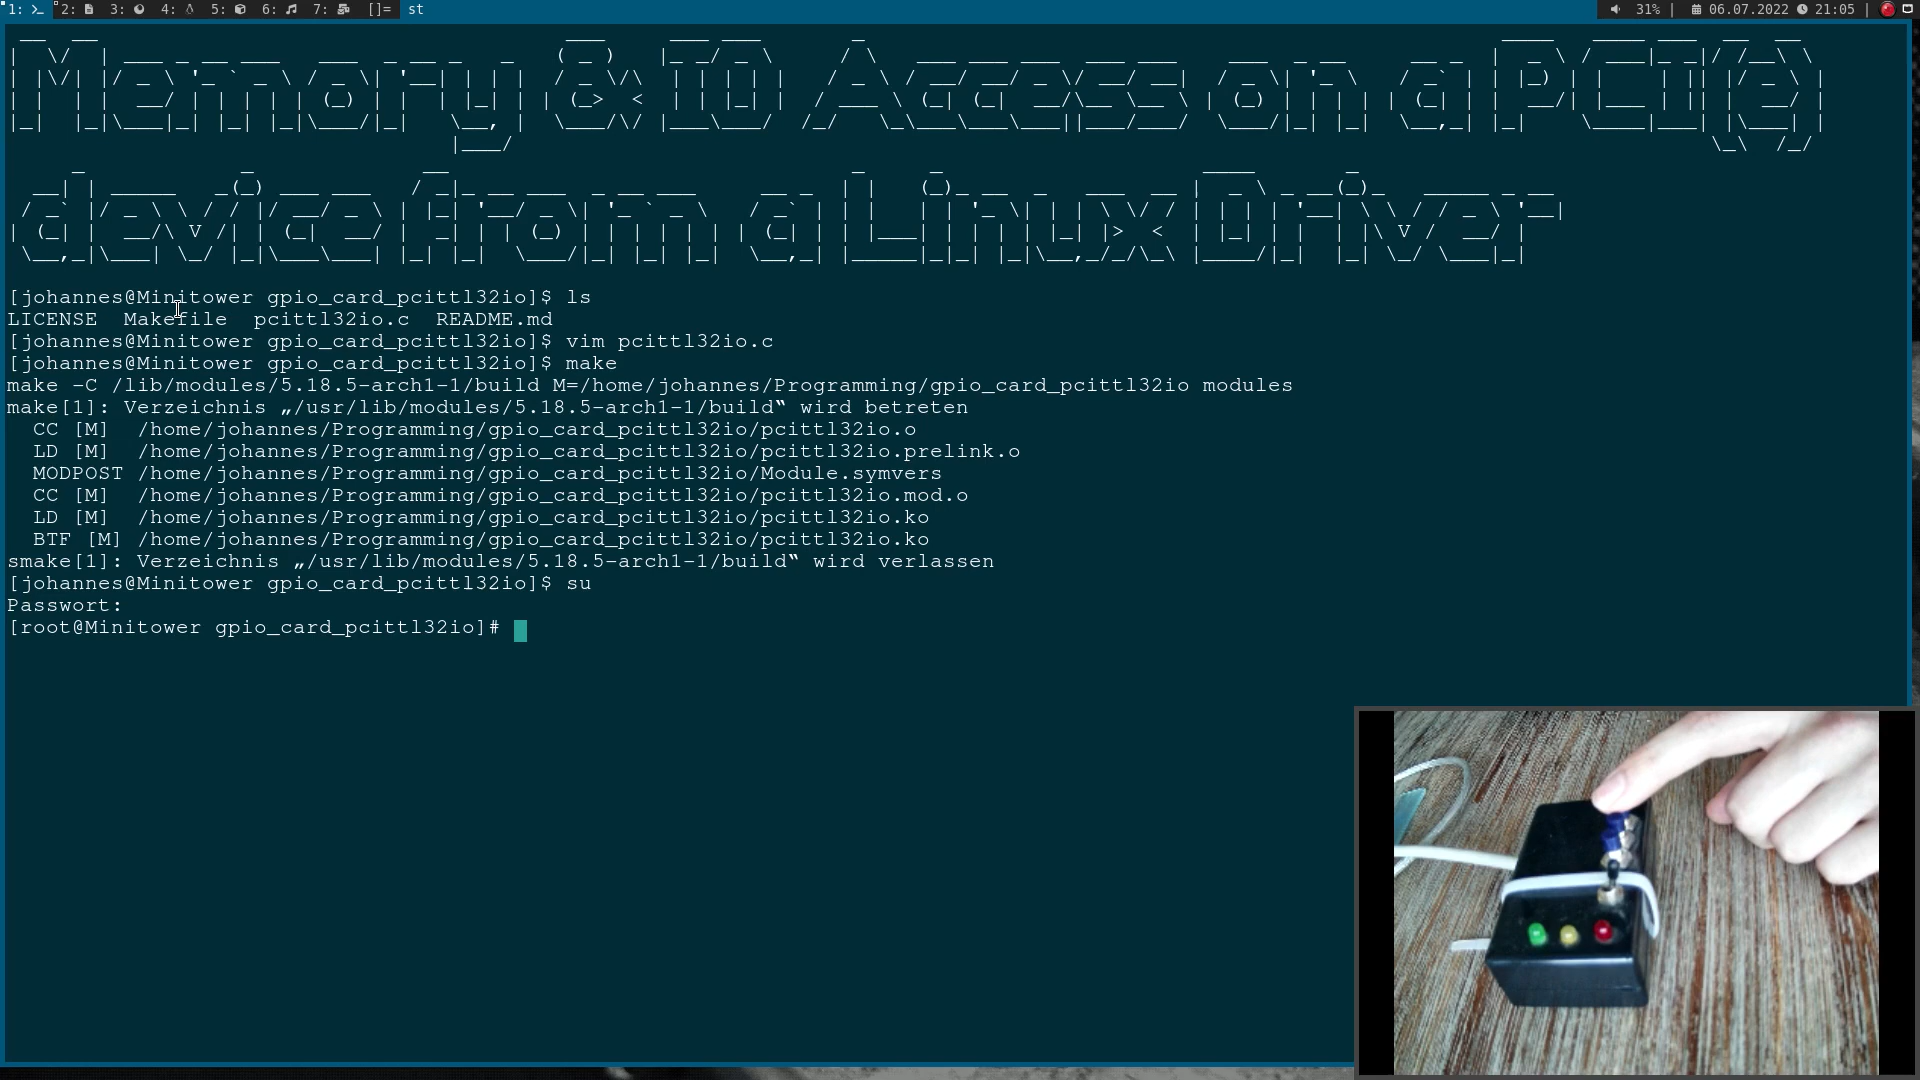 1: 2: 3: 4: 5: 6: 7: []= st 31% | 06.07.2022 21:05 |
Memory & IO Access on a PCI(e)
device from a Linux Driver
[johannes@Minitower gpio_card_pcittl32io]$ ls
LICENSE  Makefile  pcittl32io.c  README.md
[johannes@Minitower gpio_card_pcittl32io]$ vim pcittl32io.c
[johannes@Minitower gpio_card_pcittl32io]$ make
make -C /lib/modules/5.18.5-arch1-1/build M=/home/johannes/Programming/gpio_card_pcittl32io modules
make[1]: Verzeichnis „/usr/lib/modules/5.18.5-arch1-1/build“ wird betreten
  CC [M]  /home/johannes/Programming/gpio_card_pcittl32io/pcittl32io.o
  LD [M]  /home/johannes/Programming/gpio_card_pcittl32io/pcittl32io.prelink.o
  MODPOST /home/johannes/Programming/gpio_card_pcittl32io/Module.symvers
  CC [M]  /home/johannes/Programming/gpio_card_pcittl32io/pcittl32io.mod.o
  LD [M]  /home/johannes/Programming/gpio_card_pcittl32io/pcittl32io.ko
  BTF [M] /home/johannes/Programming/gpio_card_pcittl32io/pcittl32io.ko
smake[1]: Verzeichnis „/usr/lib/modules/5.18.5-arch1-1/build“ wird verlassen
[johannes@Minitower gpio_card_pcittl32io]$ su
Passwort:
[root@Minitower gpio_card_pcittl32io]#